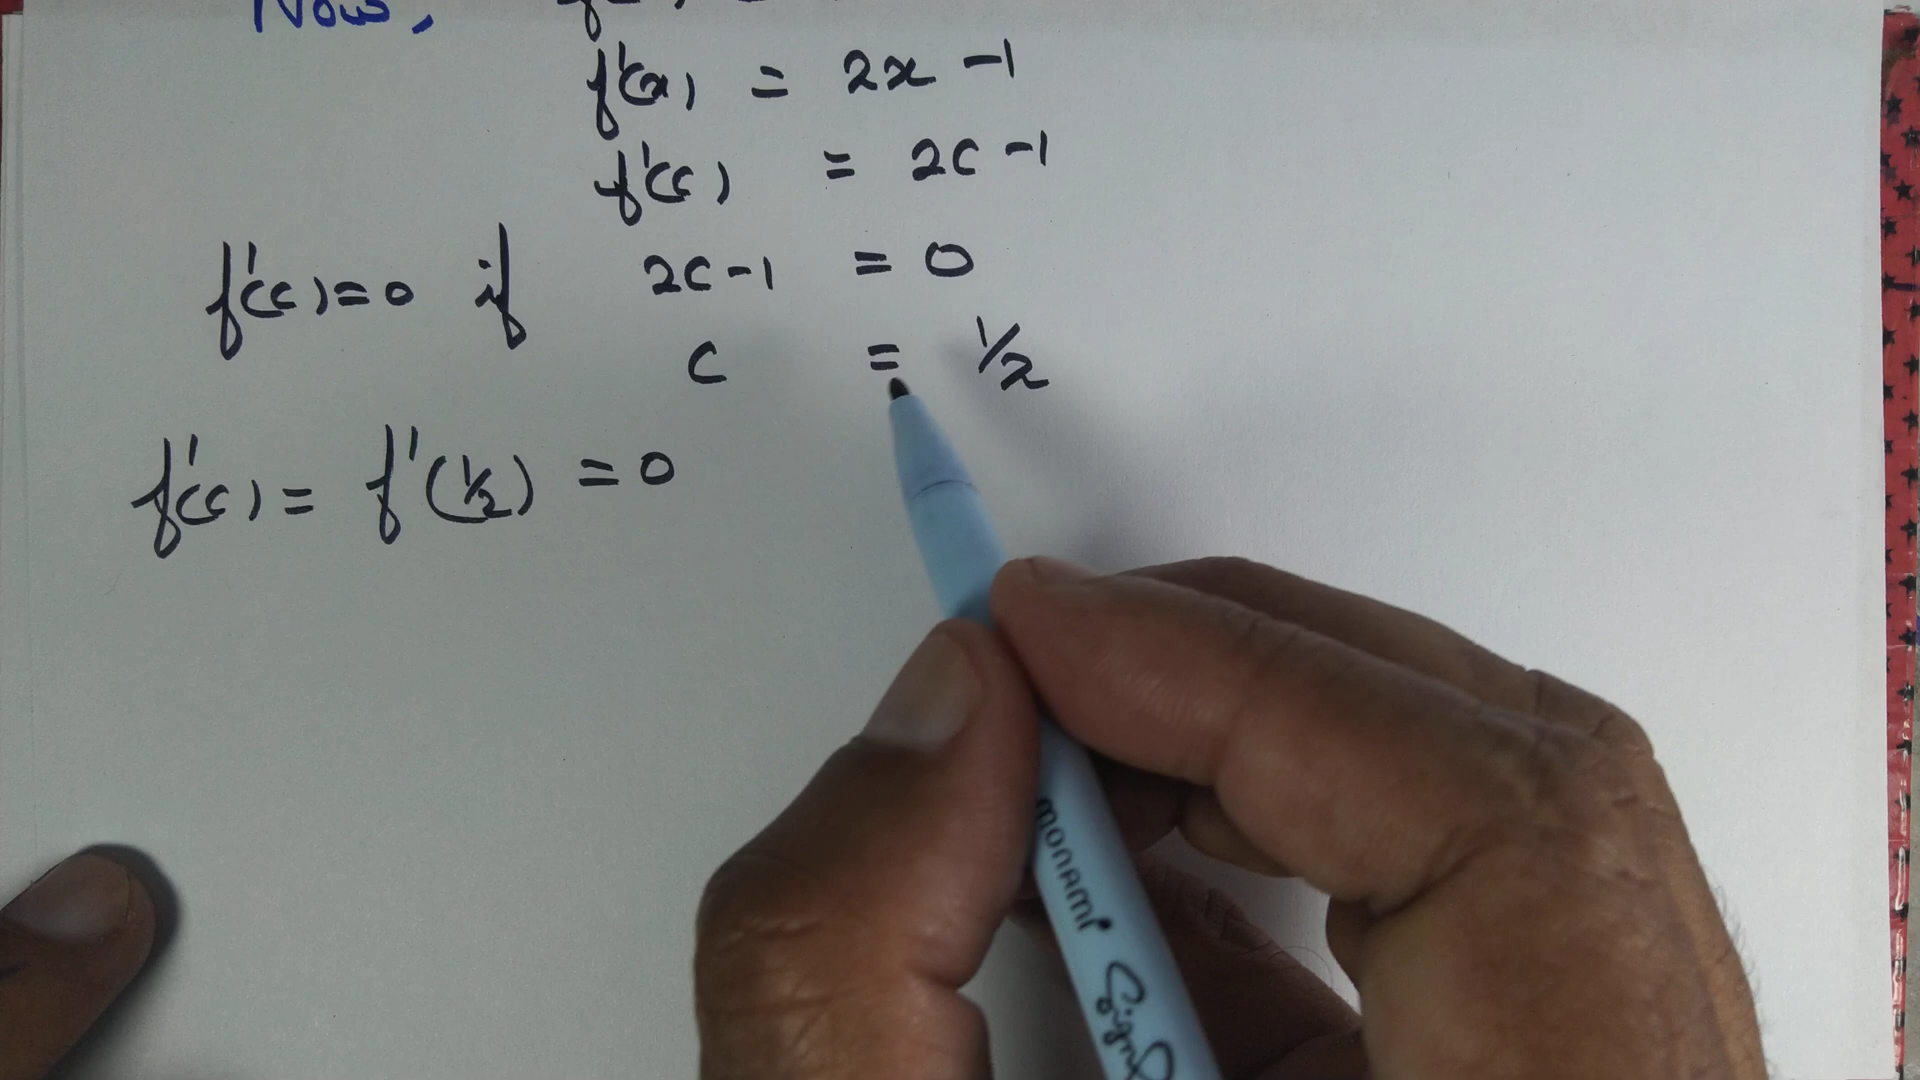 Now,
f'(x) = 2x -1
f'(c) = 2c -1
f'(c) = 0 if 2c -1 = 0
c = 1/2
f'(c) = f'(1/2) = 0
monami